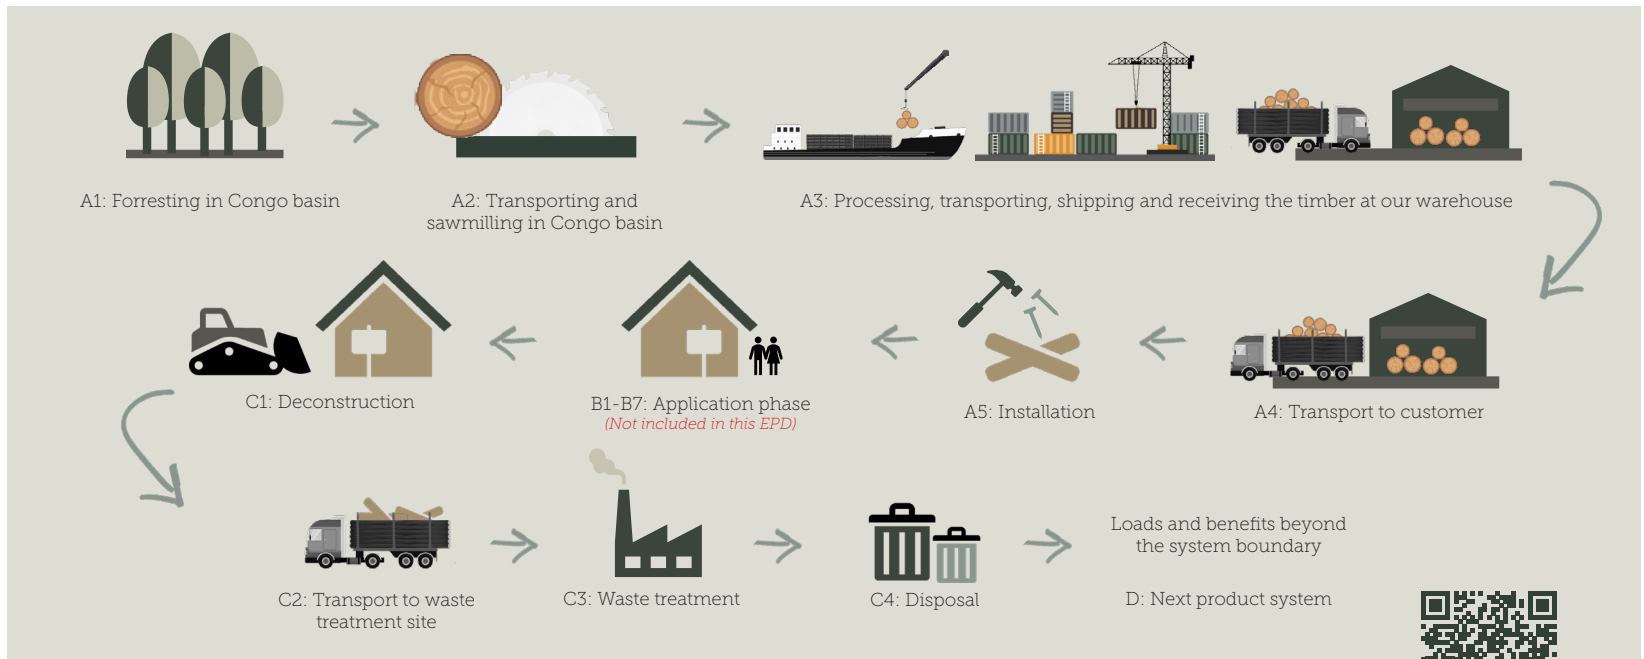 A1: Forresting in Congo basin
A2: Transporting and
sawmilling in Congo basin
A3: Processing, transporting, shipping and receiving the timber at our warehouse
C1: Deconstruction
B1-B7: Application phase
(Not included in this EPD)
A5: Installation
A4: Transport to customer
C2: Transport to waste
treatment site
C3: Waste treatment
C4: Disposal
Loads and benefits beyond
the system boundary
D: Next product system